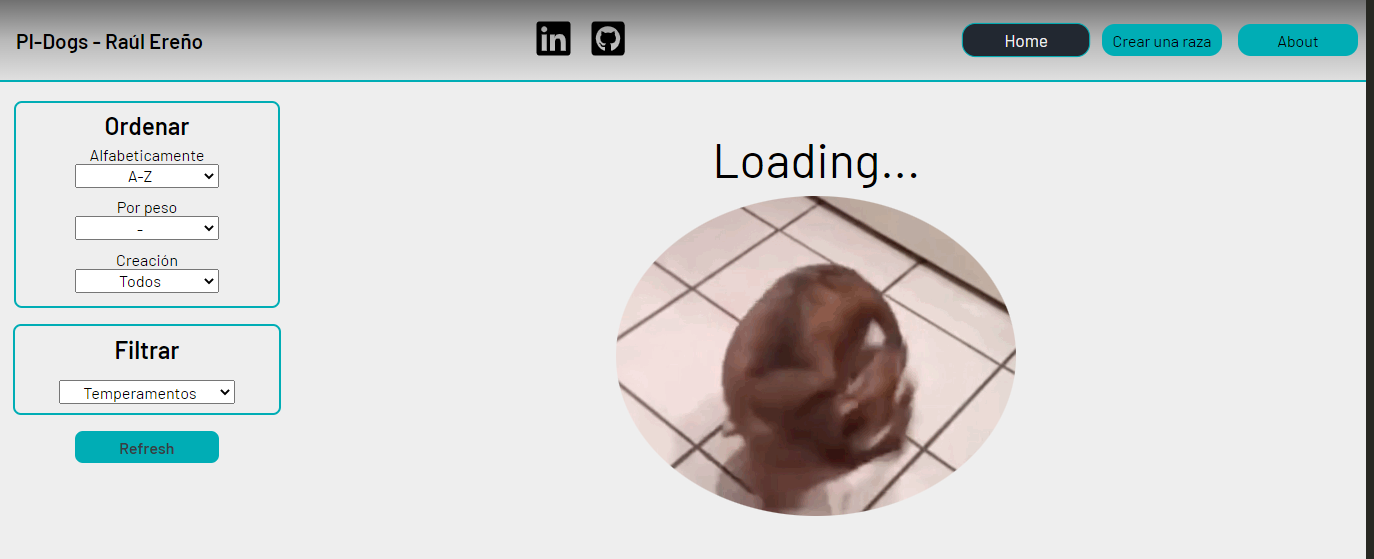 PI-Dogs - Raúl Ereño
in
Home
Crear una raza
About
Ordenar
Alfabeticamente
A-Z
Por peso
-
Creación
Todos
Filtrar
Temperamentos
Refresh
Loading...